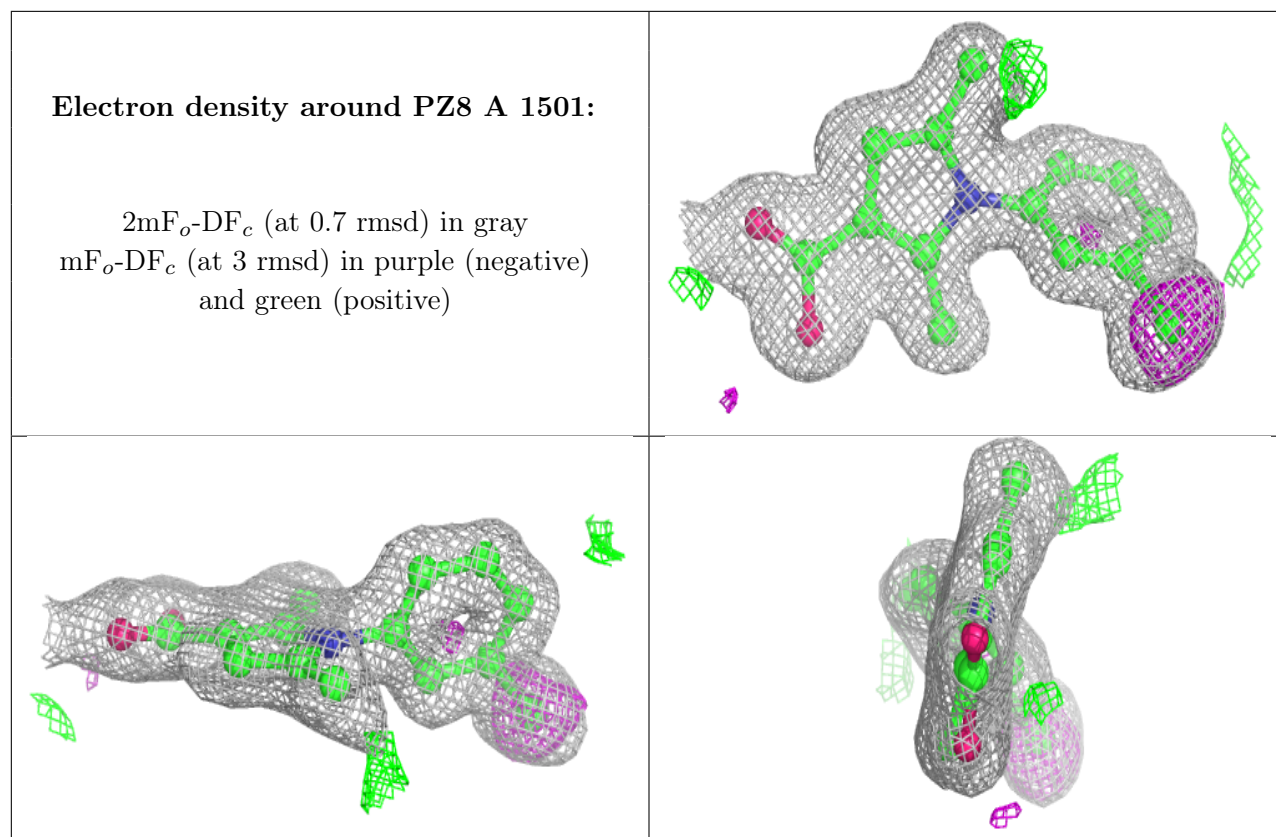 Electron density around PZ8 A 1501:
2mFo-DFc (at 0.7 rmsd) in gray
mFo-DFc (at 3 rmsd) in purple (negative)
and green (positive)